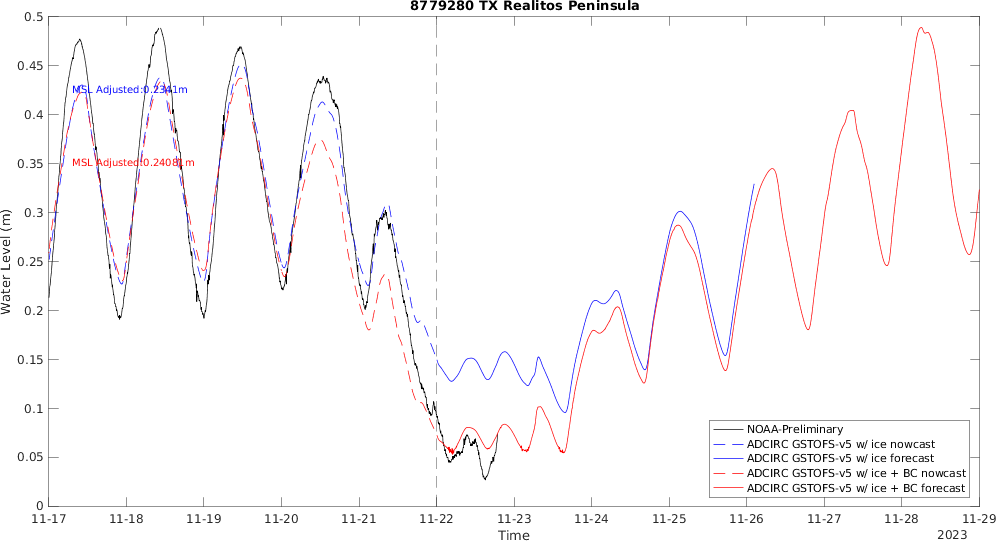 8779280 TX Realitos Peninsula
0.5
0.45
0.4
0.35
0.3
0.25
0.2
0.15
0.1
0.05
0
Water Level (m)
MSL Adjusted:0.2341m
MSL Adjusted:0.24081m
NOAA-Preliminary
ADCIRC GSTOFS-v5 w/ ice nowcast
ADCIRC GSTOFS-v5 w/ ice forecast
ADCIRC GSTOFS-v5 w/ ice + BC nowcast
ADCIRC GSTOFS-v5 w/ ice + BC forecast
11-17 11-18 11-19 11-20 11-21 11-22 11-23 11-24 11-25 11-26 11-27 11-28 11-29
Time
2023